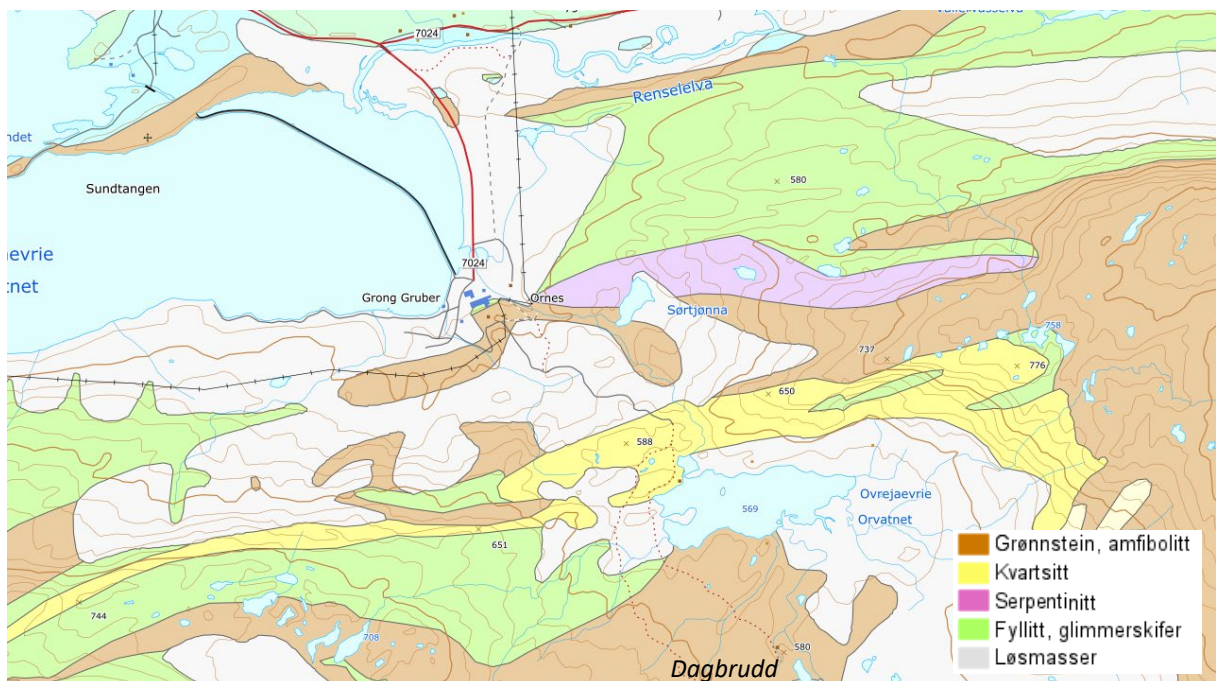 7024
Renselelva
ndet
580
Sundtangen
evrie
tnet
7024
Grong Gruber
Ornes
Sørtjønna
758
737
776
650
588
Ovrejaevrie
569
Orvatnet
651
744
708
580
Dagbrudd
Grønnstein, amfibolitt
Kvartsitt
Serpentinitt
Fyllitt, glimmerskifer
Løsmasser